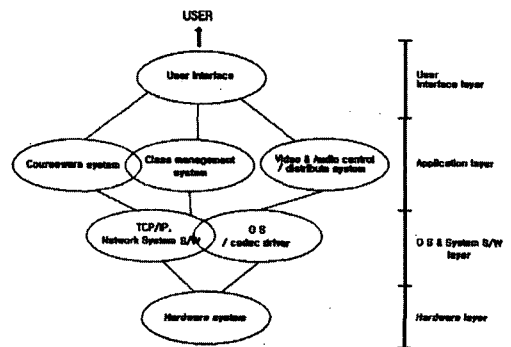 USER
User Interface
User
Interface layer
Courseware system
Class management
system
Video & Audio control
/ distribute system
Application layer
TCP/IP.
Network System S/W
O S
/ codec driver
O S & System S/W
layer
Hardware system
Hardware layer